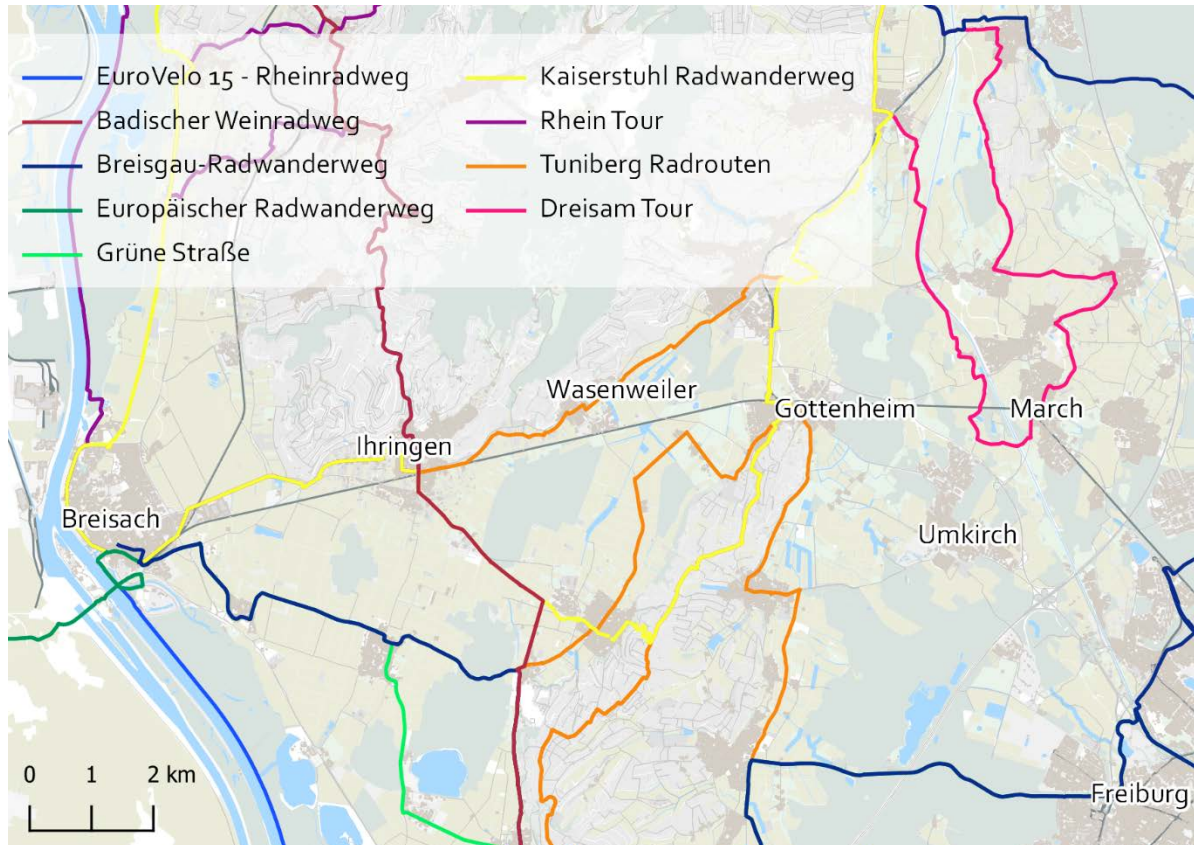 EuroVelo 15 - Rheinradweg
Badischer Weinradweg
Breisgau-Radwanderweg
Europäischer Radwanderweg
Grüne Straße
Kaiserstuhl Radwanderweg
Rhein Tour
Tuniberg Radrouten
Dreisam Tour
Wasenweiler
Gottenheim
March
Ihringen
Breisach
Umkirch
Freiburg
0 1 2 km